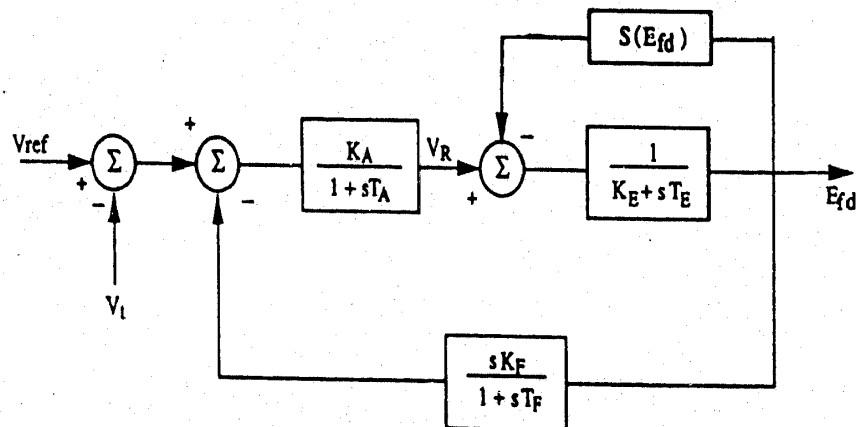 S(E_fd)
Vref
+
−
Σ
+
−
Σ
K_A
1 + sT_A
V_R
+
−
Σ
1
K_E + sT_E
E_fd
V_t
sK_F
1 + sT_F